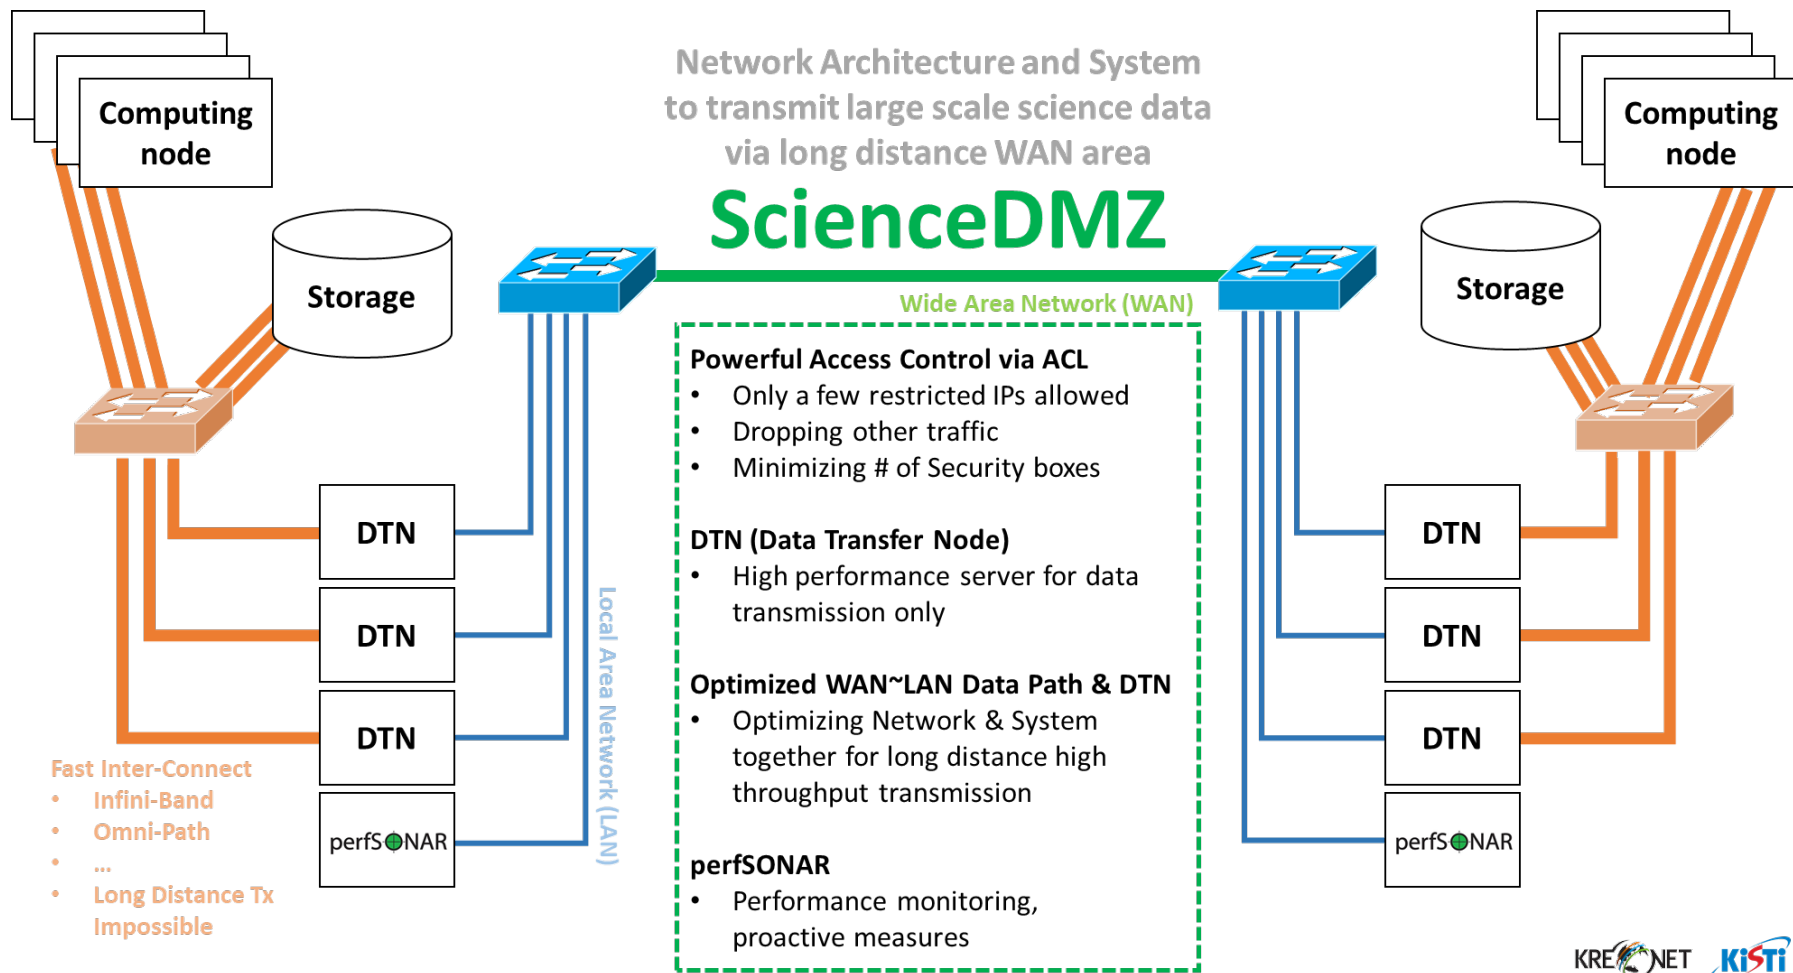 Network Architecture and System
to transmit large scale science data
via long distance WAN area
ScienceDMZ
Computing
node
Storage
Computing
node
Storage
Wide Area Network (WAN)
Powerful Access Control via ACL
• Only a few restricted IPs allowed
• Dropping other traffic
• Minimizing # of Security boxes
DTN (Data Transfer Node)
• High performance server for data
transmission only
Optimized WAN~LAN Data Path & DTN
• Optimizing Network & System
together for long distance high
throughput transmission
perfSONAR
• Performance monitoring,
proactive measures
DTN
DTN
DTN
perfSONAR
Local Area Network (LAN)
Fast Inter-Connect
• Infini-Band
• Omni-Path
• ...
• Long Distance Tx
Impossible
DTN
DTN
DTN
perfSONAR
KREONET
KiSTi